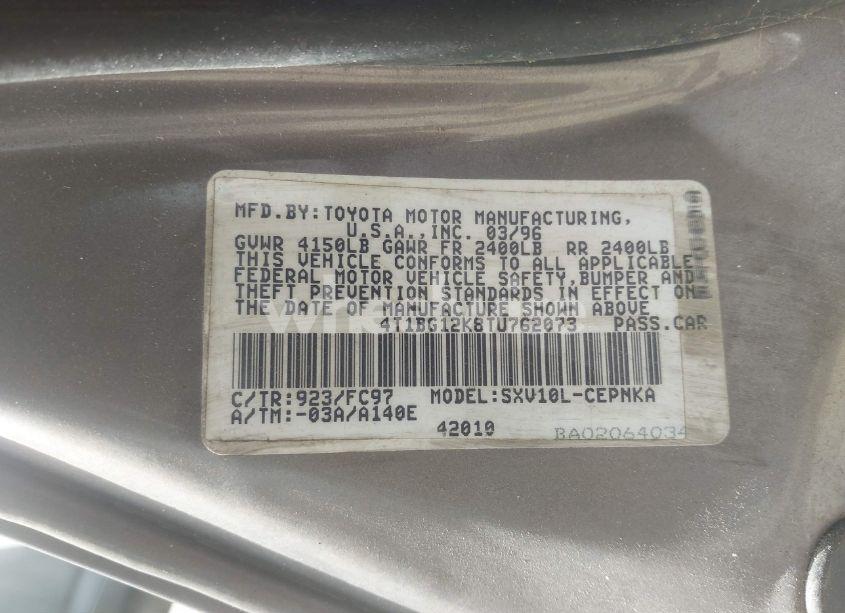 MFD.BY:TOYOTA MOTOR MANUFACTURING,
U.S.A.,INC. 03/96
GVWR 4150LB GAWR FR 2400LB RR 2400LB
THIS VEHICLE CONFORMS TO ALL APPLICABLE
FEDERAL MOTOR VEHICLE SAFETY,BUMPER AND
THEFT PREVENTION STANDARDS IN EFFECT ON
THE DATE OF MANUFACTURE SHOWN ABOVE
4T1BG12K8TU762073 PASS.CAR
C/TR:923/FC97 MODEL:SXV10L-CEPNKA
A/TM:-03A/A140E
42010 BA02064034